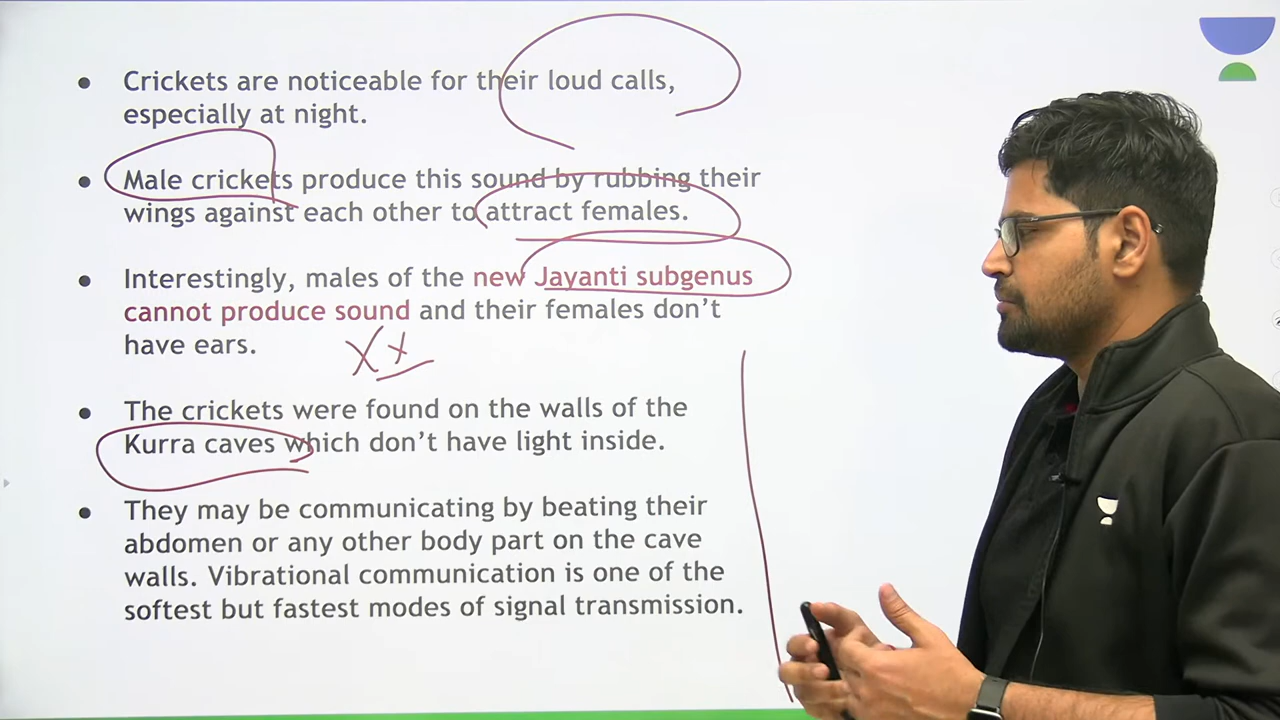 • Crickets are noticeable for their loud calls,
especially at night.
• Male crickets produce this sound by rubbing their
wings against each other to attract females.
• Interestingly, males of the new Jayanti subgenus
cannot produce sound and their females don't
have ears.
• The crickets were found on the walls of the
Kurra caves which don't have light inside.
• They may be communicating by beating their
abdomen or any other body part on the cave
walls. Vibrational communication is one of the
softest but fastest modes of signal transmission.